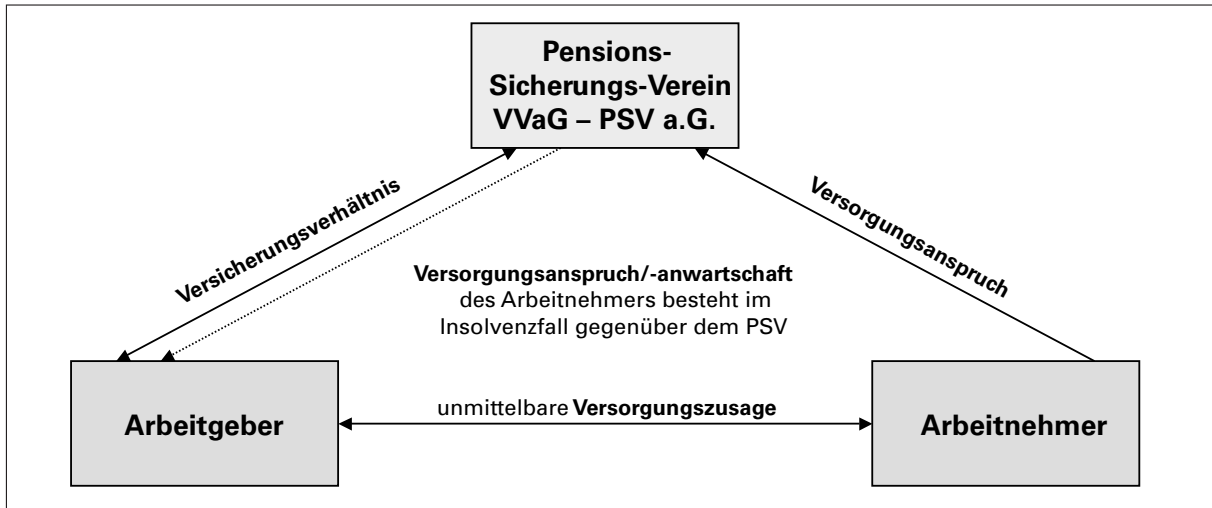 Pensions-
Sicherungs-Verein
VVaG – PSV a.G.
Versicherungsverhältnis
Versorgungsanspruch
Versorgungsanspruch/-anwartschaft
des Arbeitnehmers besteht im
Insolvenzfall gegenüber dem PSV
Arbeitgeber
unmittelbare Versorgungszusage
Arbeitnehmer